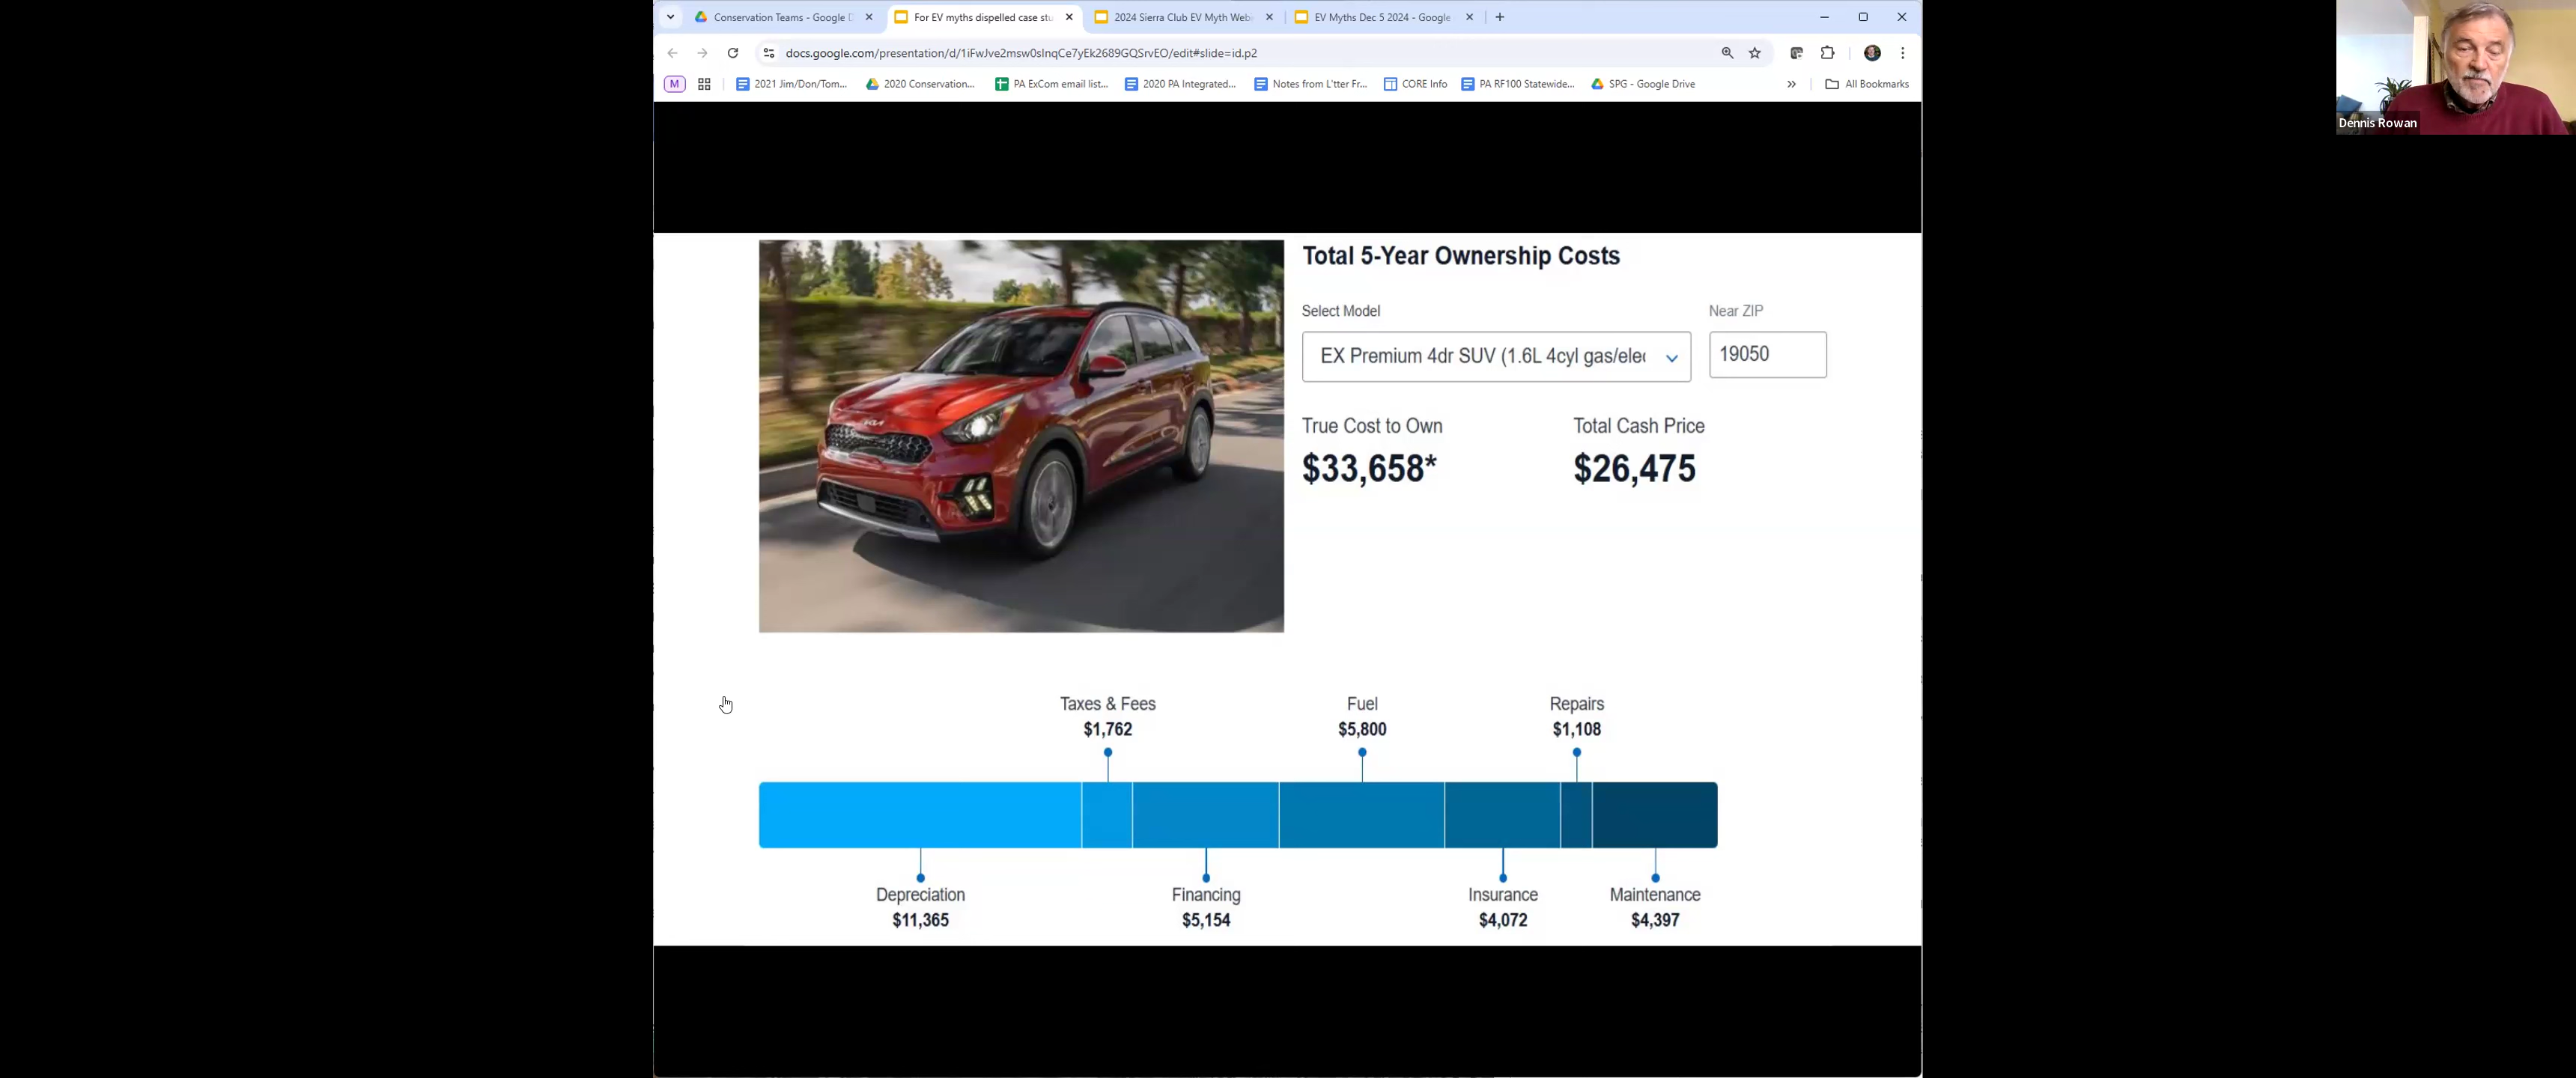 Conservation Teams - Google D
For EV myths dispelled case stu
2024 Sierra Club EV Myth Webi
EV Myths Dec 5 2024 - Google
docs.google.com/presentation/d/1iFwJve2msw0sInqCe7yEk2689GQSrvEO/edit#slide=id.p2
M
2021 Jim/Don/Tom...
2020 Conservation...
PA ExCom email list...
2020 PA Integrated...
Notes from L'tter Fr...
CORE Info
PA RF100 Statewide...
SPG - Google Drive
All Bookmarks
Dennis Rowan
Total 5-Year Ownership Costs
Select Model
Near ZIP
EX Premium 4dr SUV (1.6L 4cyl gas/elec
19050
True Cost to Own
Total Cash Price
$33,658*
$26,475
KIA
Taxes & Fees
$1,762
Fuel
$5,800
Repairs
$1,108
Depreciation
$11,365
Financing
$5,154
Insurance
$4,072
Maintenance
$4,397